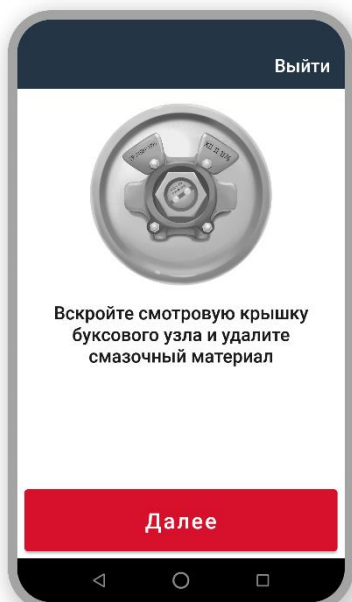 Выйти
Вскройте смотровую крышку
буксового узла и удалите
смазочный материал
Далее